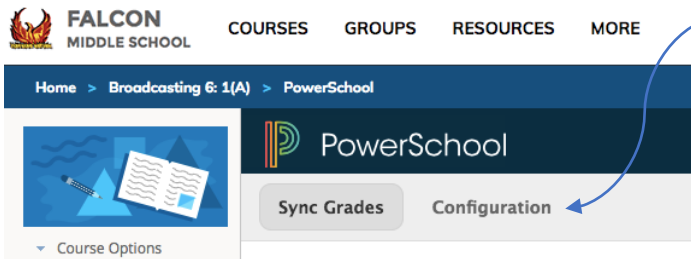 FALCON
MIDDLE SCHOOL
COURSES GROUPS RESOURCES MORE
Home > Broadcasting 6: 1(A) > PowerSchool
PowerSchool
Sync Grades Configuration
Course Options